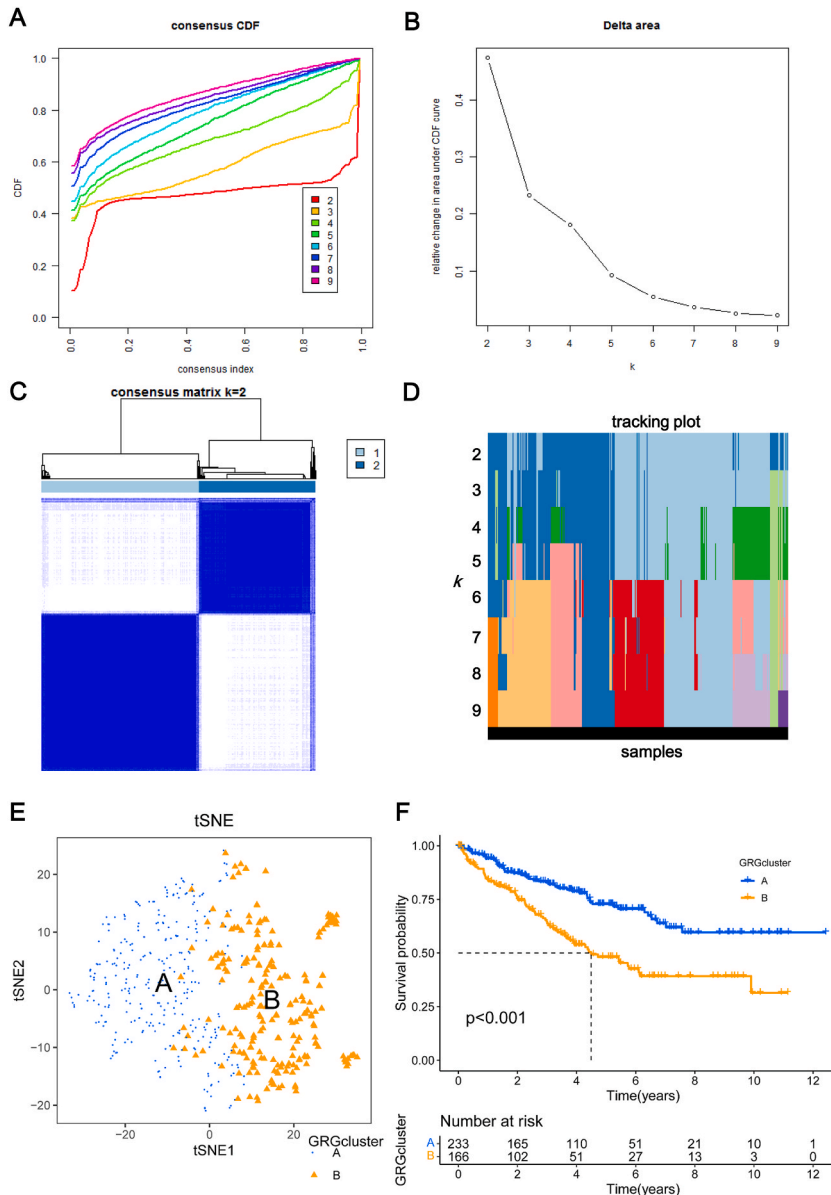 A
consensus CDF
CDF
1.0
0.8
0.6
0.4
0.2
0.0
2
3
4
5
6
7
8
9
0.0 0.2 0.4 0.6 0.8 1.0
consensus index
B
Delta area
relative change in area under CDF curve
0.4
0.3
0.2
0.1
2 3 4 5 6 7 8 9
k
C
consensus matrix k=2
1
2
D
tracking plot
k
2
3
4
5
6
7
8
9
samples
E
tSNE
tSNE2
20
10
0
−10
−20
A
B
−20 0 20
tSNE1
GRGcluster
A
B
F
GRGcluster
A
B
Survival probability
1.00
0.75
0.50
0.25
0.00
p<0.001
0 2 4 6 8 10 12
Time(years)
Number at risk
GRGcluster
A 233 165 110 51 21 10 1
B 166 102 51 27 13 3 0
0 2 4 6 8 10 12
Time(years)